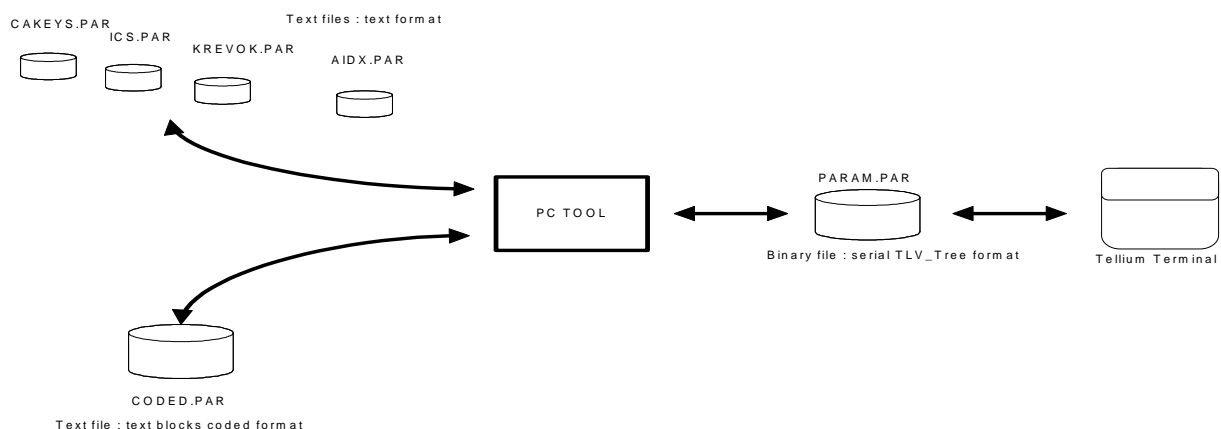 Text files : text format
CAKEYS.PAR
ICS.PAR
KREVOK.PAR
AIDX.PAR
PC TOOL
PARAM.PAR
Binary file : serial TLV_Tree format
Tellium Terminal
CODED.PAR
Text file : text blocks coded format